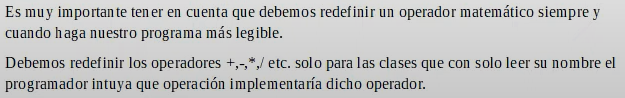 Es muy importante tener en cuenta que debemos redefinir un operador matemático siempre y
cuando haga nuestro programa más legible.
Debemos redefinir los operadores +,-,*,/ etc. solo para las clases que con solo leer su nombre el
programador intuya que operación implementaría dicho operador.